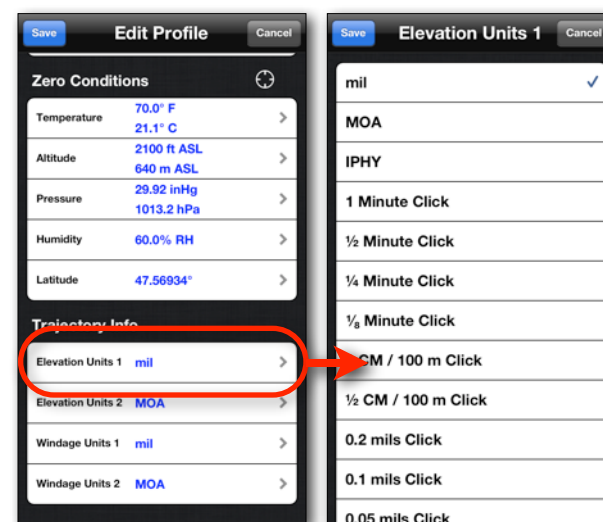 Save Edit Profile Cancel
Zero Conditions
Temperature 70.0° F
21.1° C
Altitude 2100 ft ASL
640 m ASL
Pressure 29.92 inHg
1013.2 hPa
Humidity 60.0% RH
Latitude 47.56934°
Trajectory Info
Elevation Units 1 mil
Elevation Units 2 MOA
Windage Units 1 mil
Windage Units 2 MOA
Save Elevation Units 1 Cancel
mil
MOA
IPHY
1 Minute Click
½ Minute Click
¼ Minute Click
⅛ Minute Click
CM / 100 m Click
½ CM / 100 m Click
0.2 mils Click
0.1 mils Click
0.05 mils Click